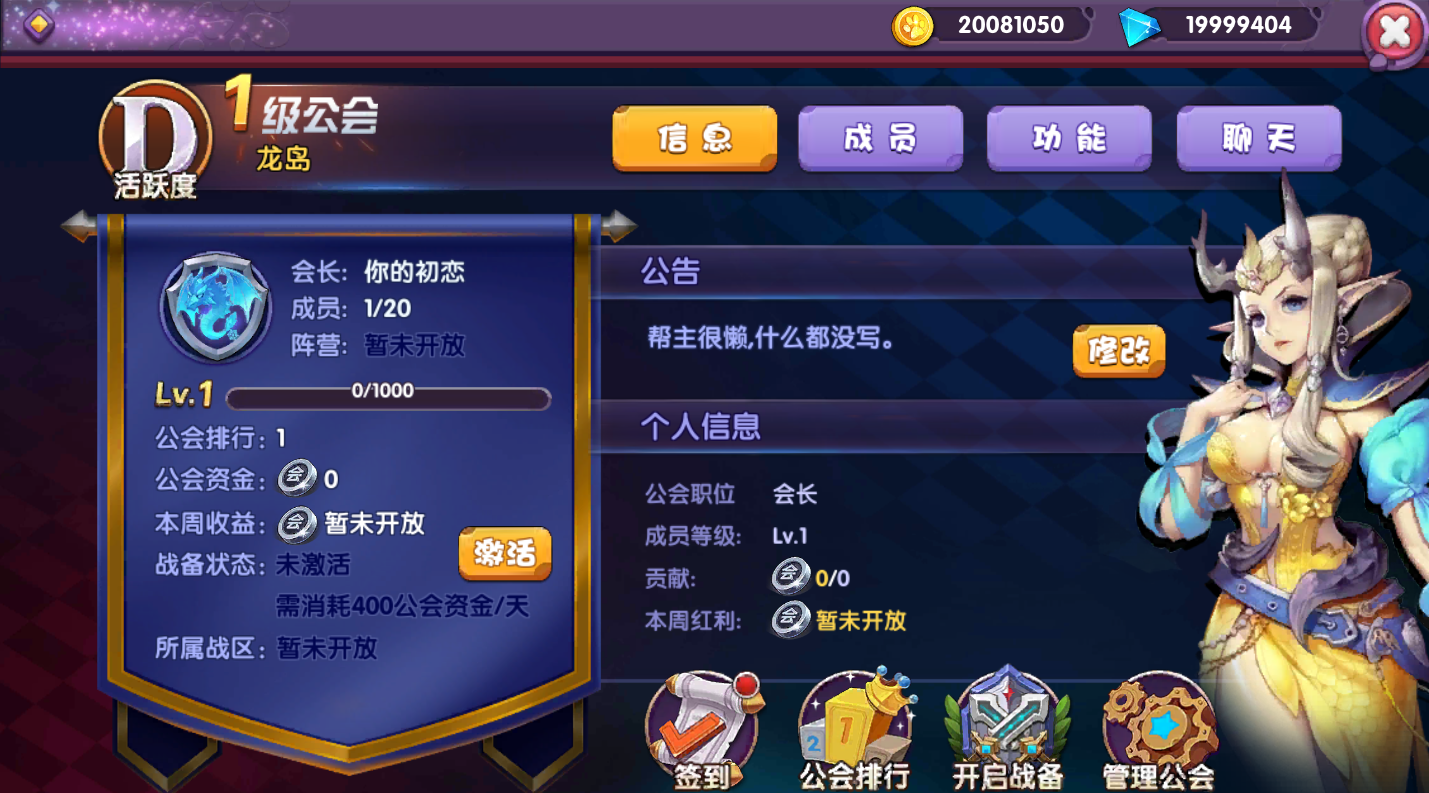 20081050
19999404
D
活跃度
1级公会
龙岛
信息
成员
功能
聊天
会长: 你的初恋
成员: 1/20
阵营: 暂未开放
Lv.1
0/1000
公会排行: 1
公会资金: 会 0
本周收益: 会 暂未开放
战备状态: 未激活
激活
需消耗400公会资金/天
所属战区: 暂未开放
公告
帮主很懒,什么都没写。
修改
个人信息
公会职位 会长
成员等级: Lv.1
贡献: 会 0/0
本周红利: 会 暂未开放
1
2
签到
公会排行
开启战备
管理公会